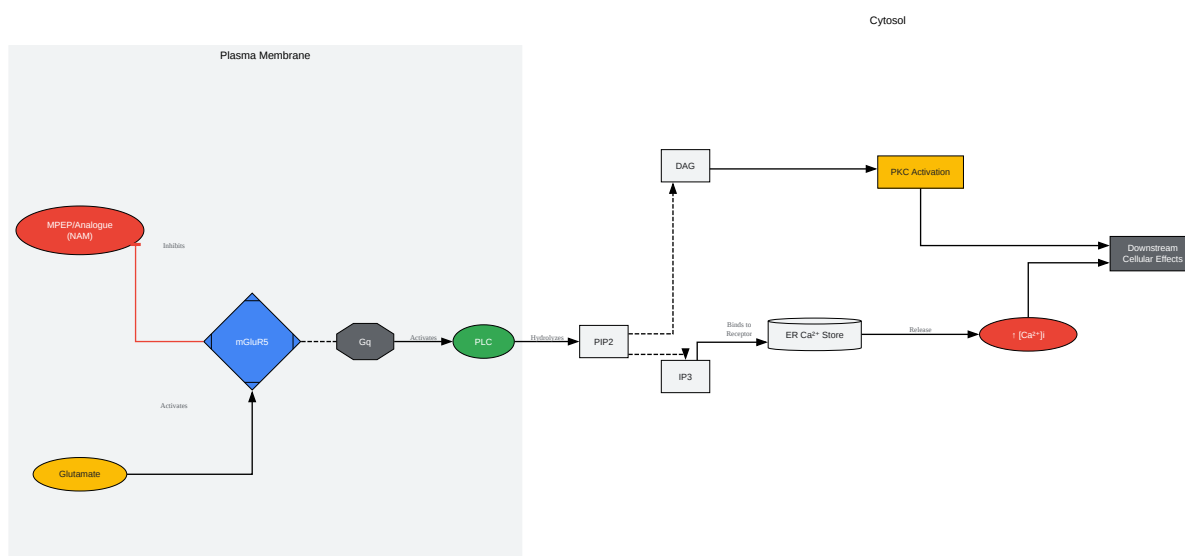 Cytosol
Plasma Membrane
DAG
PKC Activation
MPEP/Analogue
(NAM)
Inhibits
Downstream
Cellular Effects
Binds to
Receptor
mGluR5
Gq
Activates
PLC
Hydrolyzes
PIP2
ER Ca²⁺ Store
Release
↑ [Ca²⁺]i
IP3
Activates
Glutamate